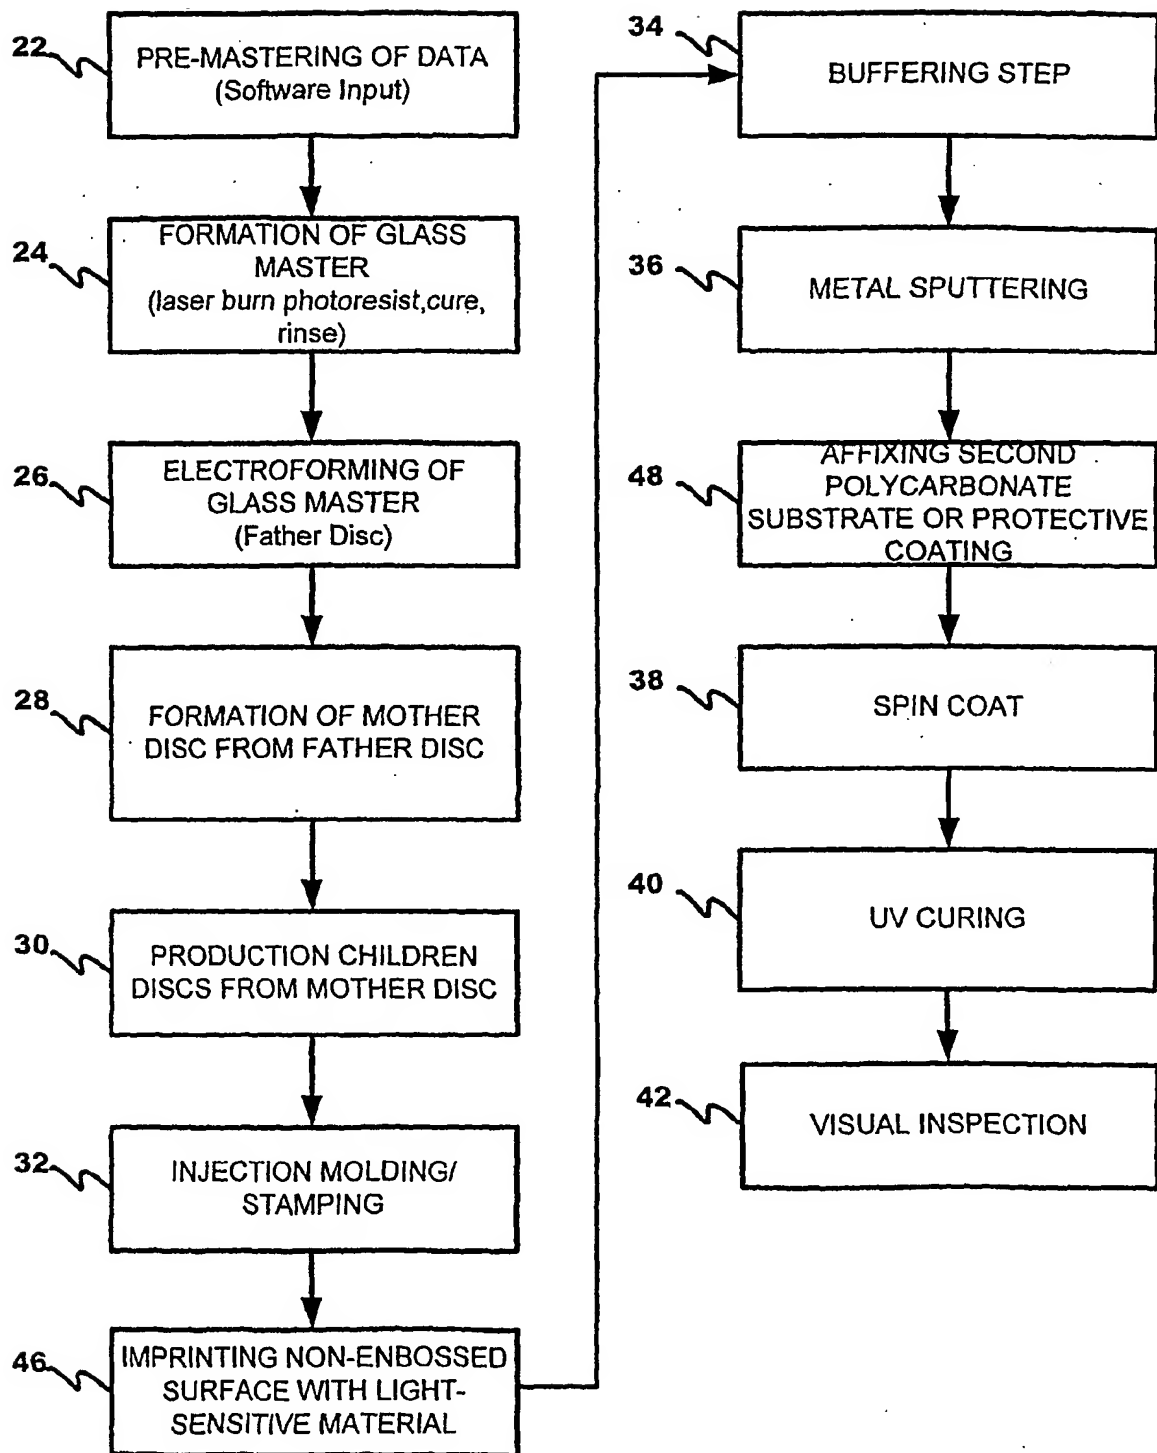 22
PRE-MASTERING OF DATA
(Software Input)
24
FORMATION OF GLASS
MASTER
(laser burn photoresist,cure,
rinse)
26
ELECTROFORMING OF
GLASS MASTER
(Father Disc)
28
FORMATION OF MOTHER
DISC FROM FATHER DISC
30
PRODUCTION CHILDREN
DISCS FROM MOTHER DISC
32
INJECTION MOLDING/
STAMPING
46
IMPRINTING NON-ENBOSSED
SURFACE WITH LIGHT-
SENSITIVE MATERIAL
34
BUFFERING STEP
36
METAL SPUTTERING
48
AFFIXING SECOND
POLYCARBONATE
SUBSTRATE OR PROTECTIVE
COATING
38
SPIN COAT
40
UV CURING
42
VISUAL INSPECTION